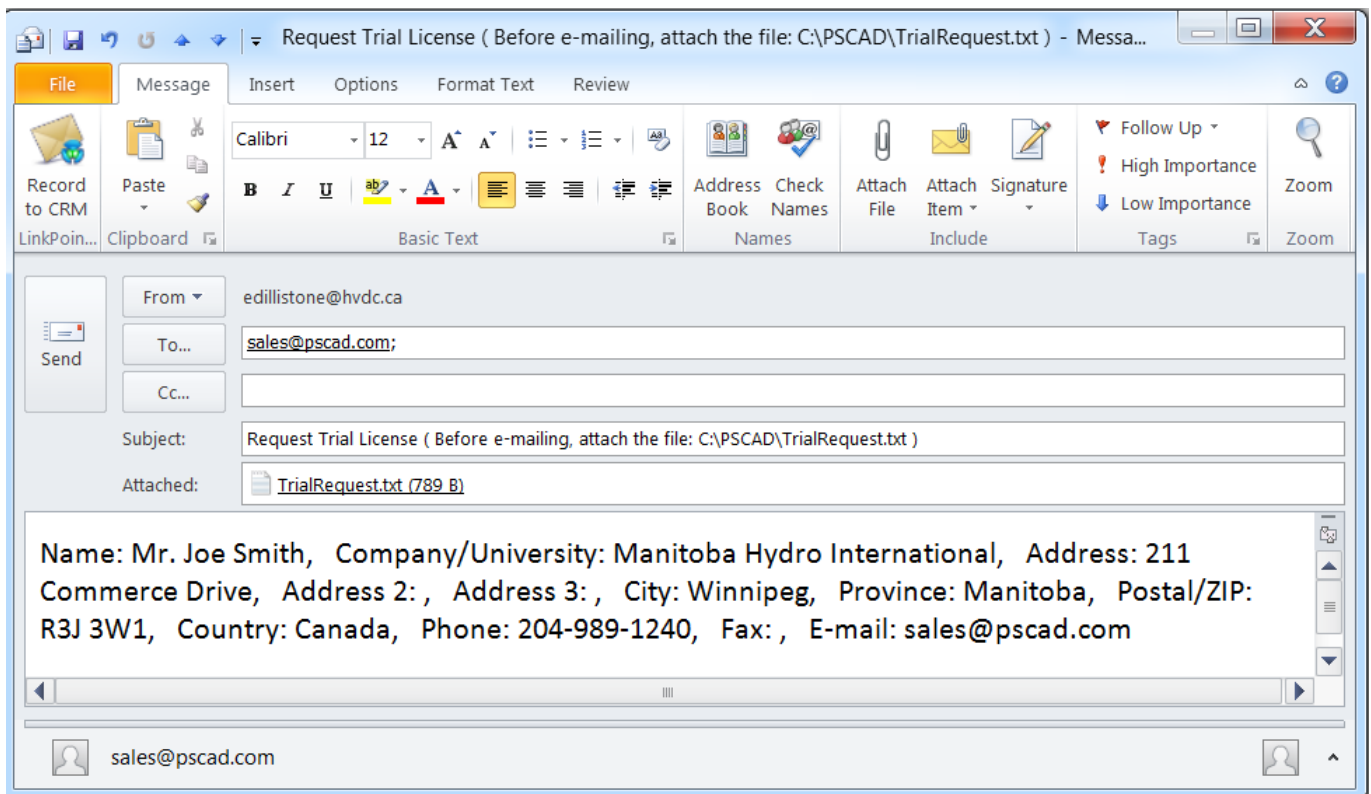 Request Trial License ( Before e-mailing, attach the file: C:\PSCAD\TrialRequest.txt ) - Messa...
File Message Insert Options Format Text Review
Record to CRM
LinkPoin...
Paste
Clipboard
Calibri 12
B I U
Basic Text
Address Book
Check Names
Names
Attach File
Attach Item
Signature
Include
Follow Up
High Importance
Low Importance
Tags
Zoom
Zoom
Send
From edillistone@hvdc.ca
To... sales@pscad.com;
Cc...
Subject: Request Trial License ( Before e-mailing, attach the file: C:\PSCAD\TrialRequest.txt )
Attached: TrialRequest.txt (789 B)
Name: Mr. Joe Smith, Company/University: Manitoba Hydro International, Address: 211
Commerce Drive, Address 2: , Address 3: , City: Winnipeg, Province: Manitoba, Postal/ZIP:
R3J 3W1, Country: Canada, Phone: 204-989-1240, Fax: , E-mail: sales@pscad.com
sales@pscad.com